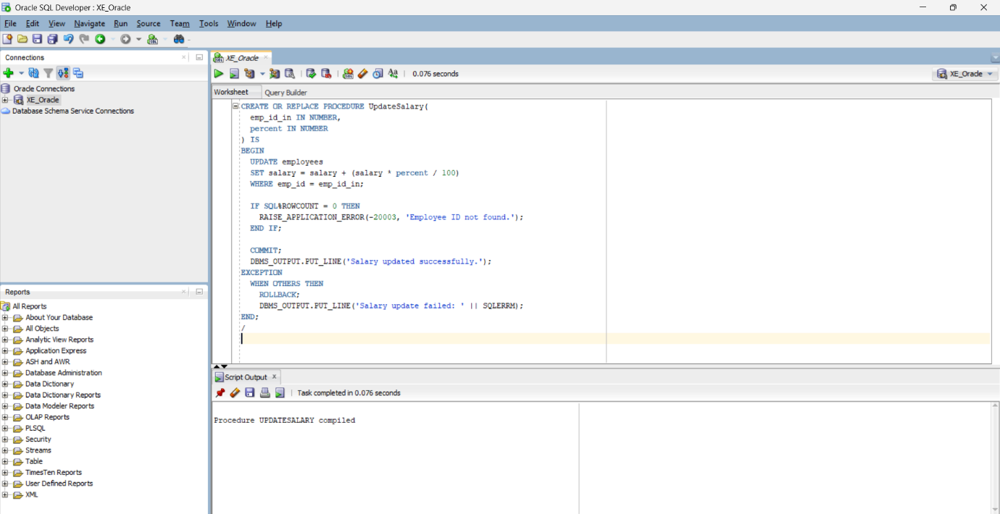 Oracle SQL Developer : XE_Oracle
File Edit View Navigate Run Source Team Tools Window Help
Connections
Oracle Connections
XE_Oracle
Database Schema Service Connections
Reports
All Reports
About Your Database
All Objects
Analytic View Reports
Application Express
ASH and AWR
Database Administration
Data Dictionary
Data Dictionary Reports
Data Modeler Reports
OLAP Reports
PLSQL
Security
Streams
Table
TimesTen Reports
User Defined Reports
XML
XE_Oracle
0.076 seconds
XE_Oracle
Worksheet Query Builder
CREATE OR REPLACE PROCEDURE UpdateSalary(
emp_id_in IN NUMBER,
percent IN NUMBER
) IS
BEGIN
UPDATE employees
SET salary = salary + (salary * percent / 100)
WHERE emp_id = emp_id_in;
IF SQL%ROWCOUNT = 0 THEN
RAISE_APPLICATION_ERROR(-20003, 'Employee ID not found.');
END IF;
COMMIT;
DBMS_OUTPUT.PUT_LINE('Salary updated successfully.');
EXCEPTION
WHEN OTHERS THEN
ROLLBACK;
DBMS_OUTPUT.PUT_LINE('Salary update failed: ' || SQLERRM);
END;
/
Script Output
Task completed in 0.076 seconds
Procedure UPDATESALARY compiled